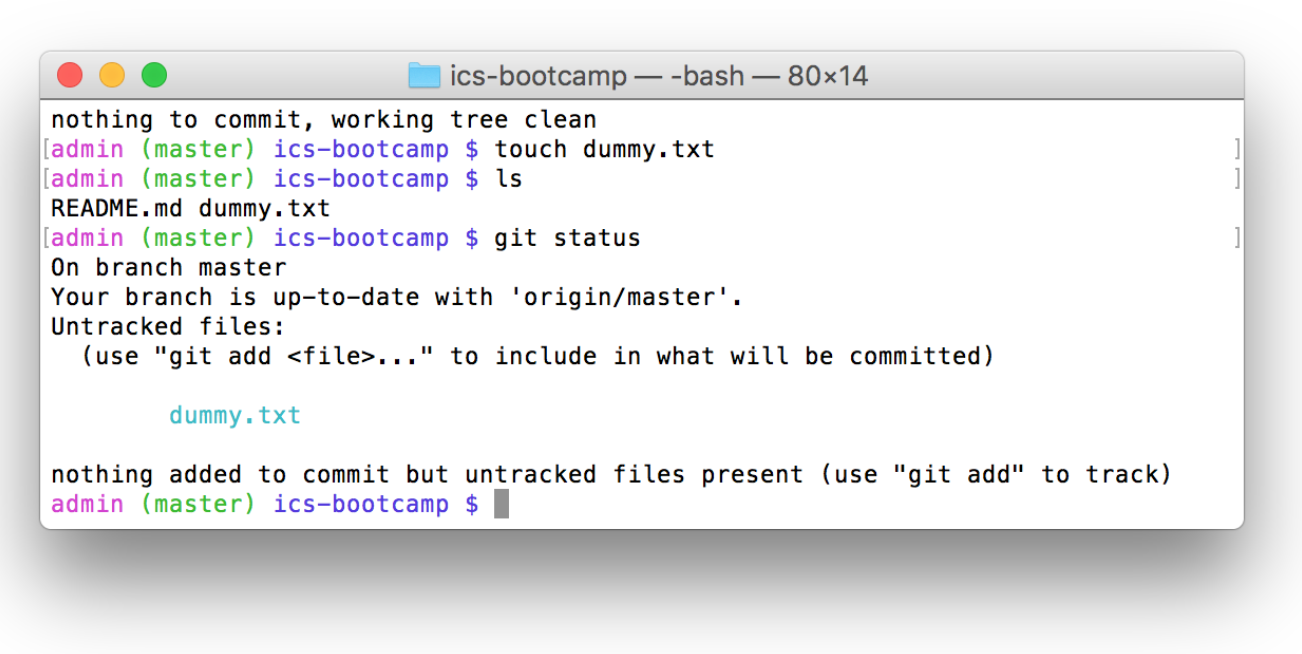 ics-bootcamp — -bash — 80×14
nothing to commit, working tree clean
[admin (master) ics-bootcamp $ touch dummy.txt ]
[admin (master) ics-bootcamp $ ls ]
README.md dummy.txt
[admin (master) ics-bootcamp $ git status ]
On branch master
Your branch is up-to-date with 'origin/master'.
Untracked files:
  (use "git add <file>..." to include in what will be committed)
        dummy.txt
nothing added to commit but untracked files present (use "git add" to track)
admin (master) ics-bootcamp $